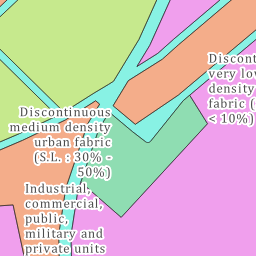 Discontinuous
medium density
urban fabric
(S.L. : 30% -
50%)
Discont
very lov
density
fabric (
< 10%)
Industrial,
commercial,
public,
military and
private units